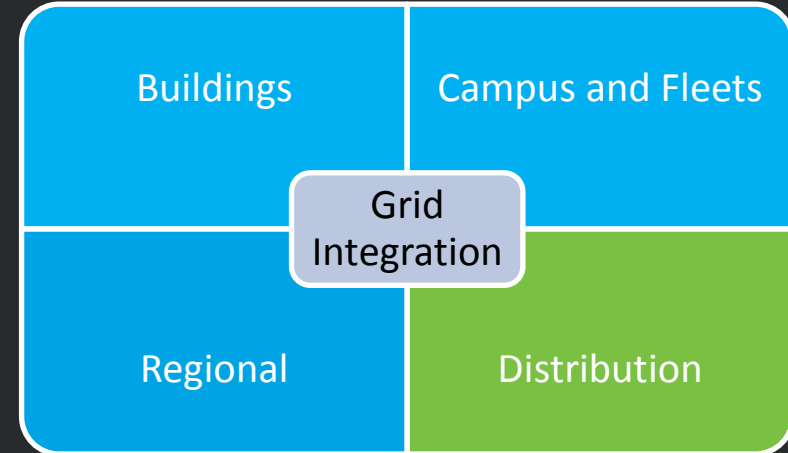 Buildings
Campus and Fleets
Grid
Integration
Regional
Distribution